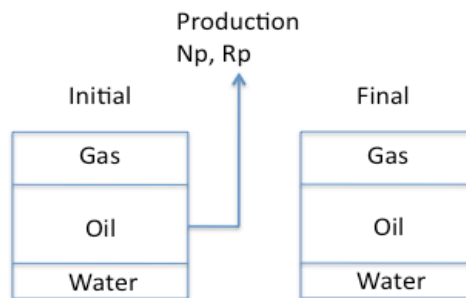 Production
Np, Rp
Initial
Final
Gas
Gas
Oil
Oil
Water
Water